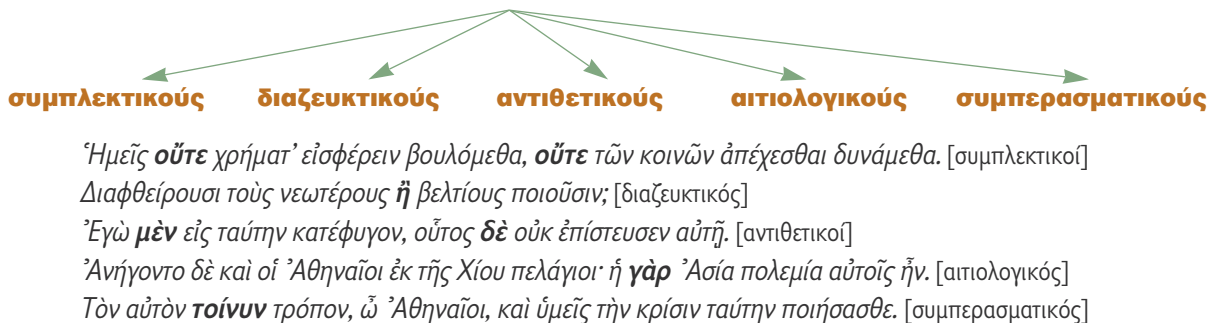 συμπλεκτικούς διαζευκτικούς αντιθετικούς αιτιολογικούς συμπερασματικούς
Ἡμεῖς οὔτε χρήματ’ εἰσφέρειν βουλόμεθα, οὔτε τῶν κοινῶν ἀπέχεσθαι δυνάμεθα. [συμπλεκτικοί]
Διαφθείρουσι τοὺς νεωτέρους ἢ βελτίους ποιοῦσιν; [διαζευκτικός]
Ἐγὼ μὲν εἰς ταύτην κατέφυγον, οὗτος δὲ οὐκ ἐπίστευσεν αὐτῇ. [αντιθετικοί]
Ἀνήγοντο δὲ καὶ οἱ Ἀθηναῖοι ἐκ τῆς Χίου πελάγιοι· ἡ γὰρ Ἀσία πολεμία αὐτοῖς ἦν. [αιτιολογικός]
Τὸν αὐτὸν τοίνυν τρόπον, ὦ Ἀθηναῖοι, καὶ ὑμεῖς τὴν κρίσιν ταύτην ποιήσασθε. [συμπερασματικός]